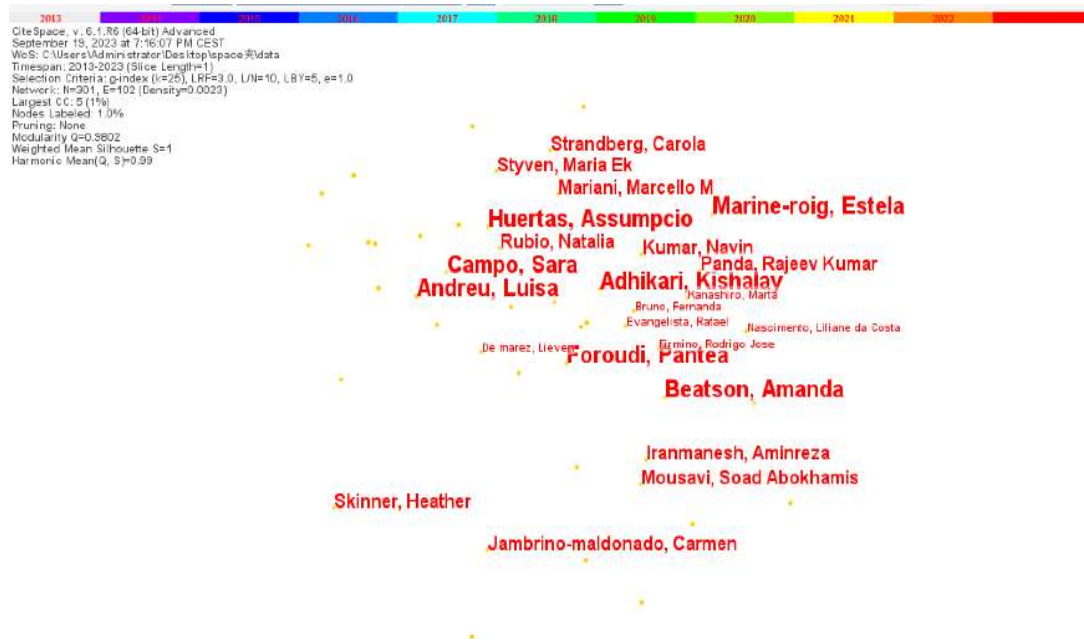 2013 2014 2015 2016 2017 2018 2019 2020 2021 2022
CiteSpace, v. 6.1.R6 (64-bit) Advanced
September 19, 2023 at 7:16:07 PM CEST
WoS: C:\Users\Administrator\Desktop\space夹\data
Timespan: 2013-2023 (Slice Length=1)
Selection Criteria: g-index (k=25), LRF=3.0, L/N=10, LBY=5, e=1.0
Network: N=301, E=102 (Density=0.0023)
Largest CC: 5 (1%)
Nodes Labeled: 1.0%
Pruning: None
Modularity Q=0.9802
Weighted Mean Silhouette S=1
Harmonic Mean(Q, S)=0.99
Strandberg, Carola
Styven, Maria Ek
Mariani, Marcello M
Marine-roig, Estela
Huertas, Assumpcio
Rubio, Natalia
Kumar, Navin
Campo, Sara
Panda, Rajeev Kumar
Andreu, Luisa
Adhikari, Kishalay
Kanashiro, Marta
Bruno, Fernanda
Evangelista, Rafael
Nascimento, Liliane da Costa
De marez, Lieven
Firmino, Rodrigo Jose
Foroudi, Pantea
Beatson, Amanda
Iranmanesh, Aminreza
Mousavi, Soad Abokhamis
Skinner, Heather
Jambrino-maldonado, Carmen